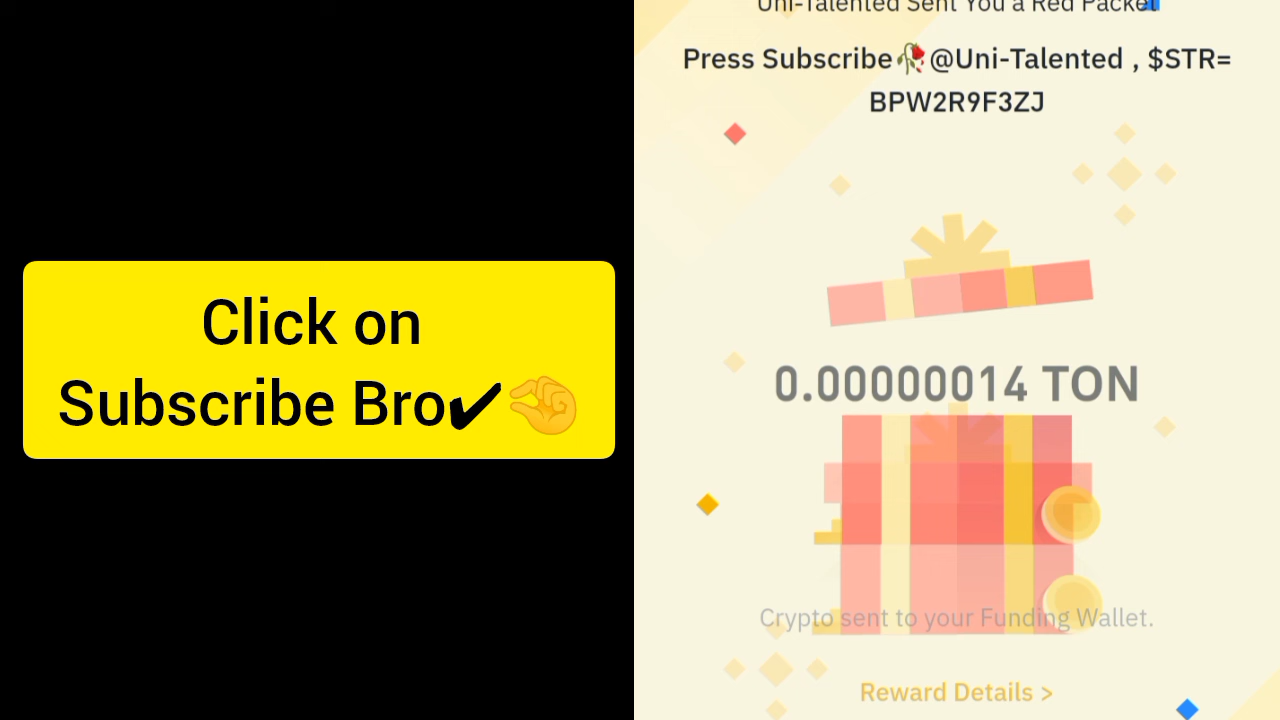 Click on
Subscribe Bro✔🤏
Uni-Talented Sent You a Red Packet
Press Subscribe🥀@Uni-Talented , $STR=
BPW2R9F3ZJ
0.00000014 TON
Crypto sent to your Funding Wallet.
Reward Details >